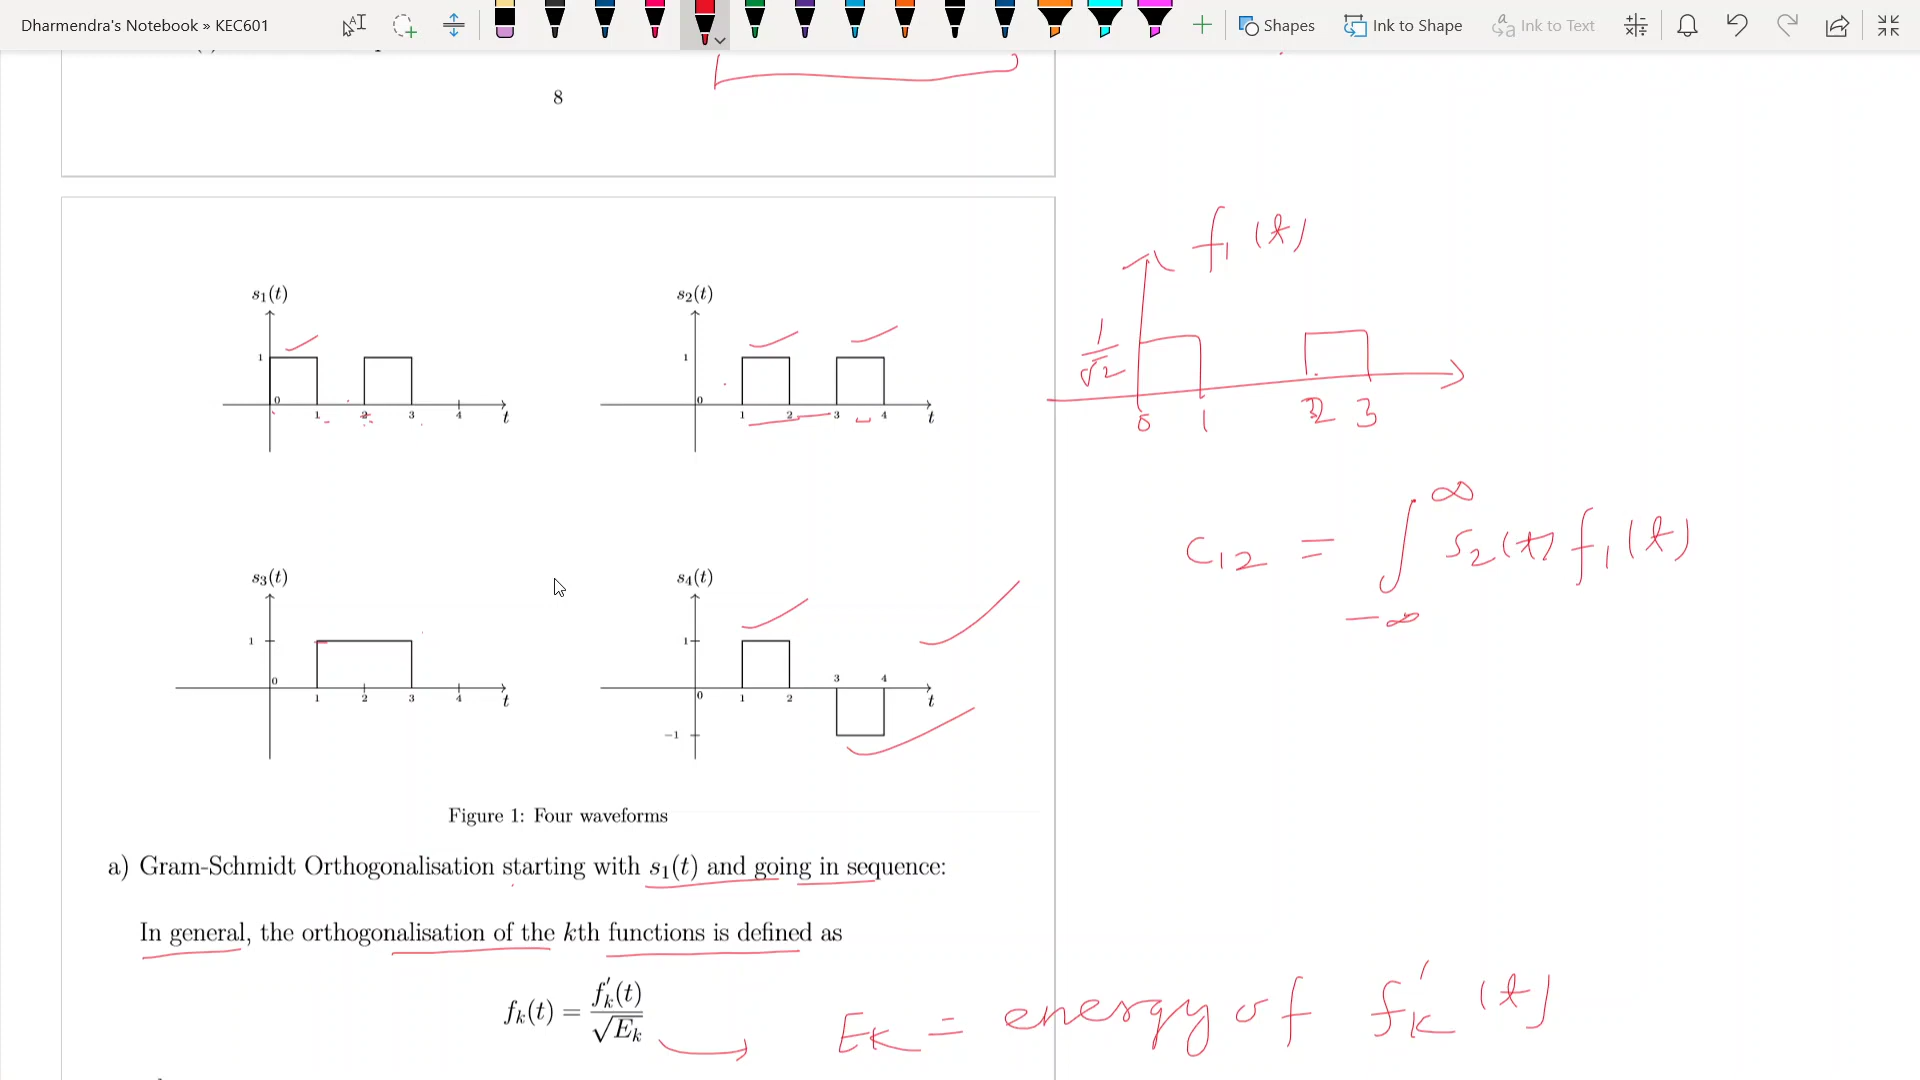 Dharmendra's Notebook » KEC601
Shapes
Ink to Shape
Ink to Text
8
s₁(t)
1
0
1 2 3 4 t
s₂(t)
1
0
1 2 3 4 t
f₁(t)
1/√2
0 1 2 3
C₁₂ = ∫_{-∞}^{∞} s₂(t) f₁(t)
s₃(t)
1
0
1 2 3 4 t
s₄(t)
1
3 4
0 1 2 t
−1
Figure 1: Four waveforms
a) Gram-Schmidt Orthogonalisation starting with s₁(t) and going in sequence:
In general, the orthogonalisation of the kth functions is defined as
fₖ(t) = f′ₖ(t)/√Eₖ
Eₖ = energy of f′ₖ(t)